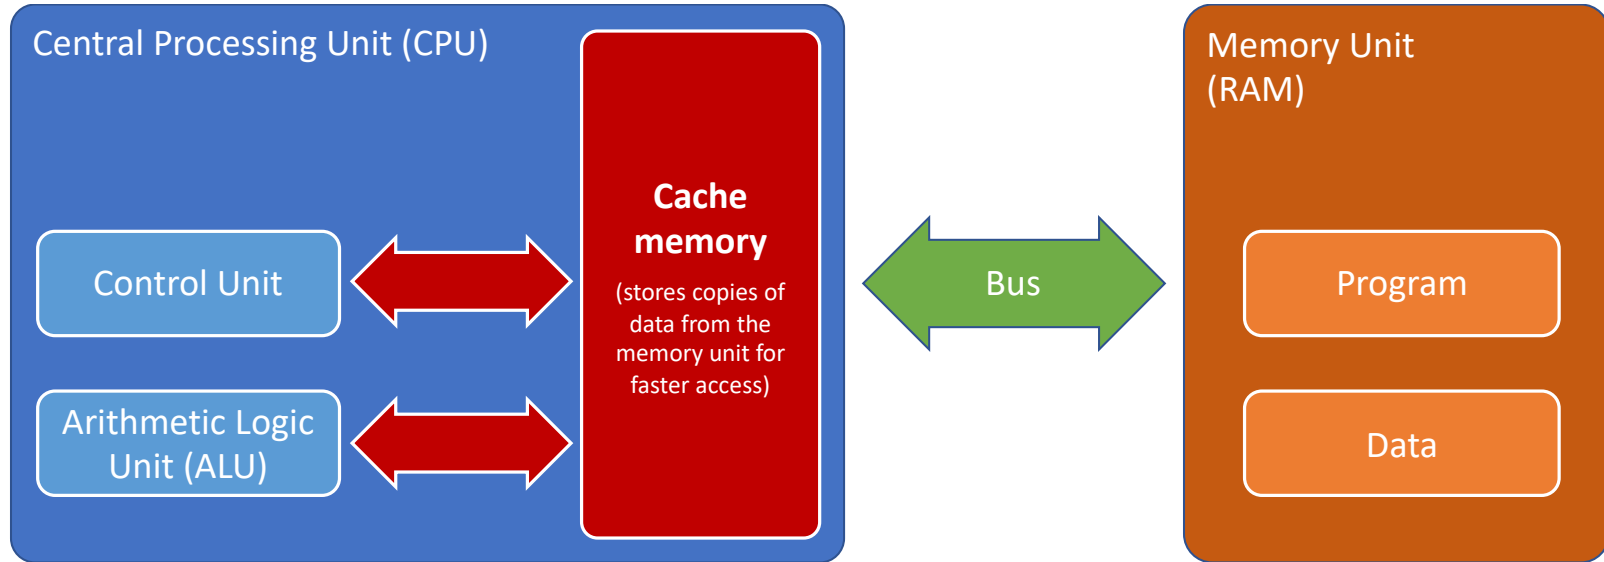 Central Processing Unit (CPU)
Control Unit
Arithmetic Logic
Unit (ALU)
Cache
memory
(stores copies of
data from the
memory unit for
faster access)
Bus
Memory Unit
(RAM)
Program
Data